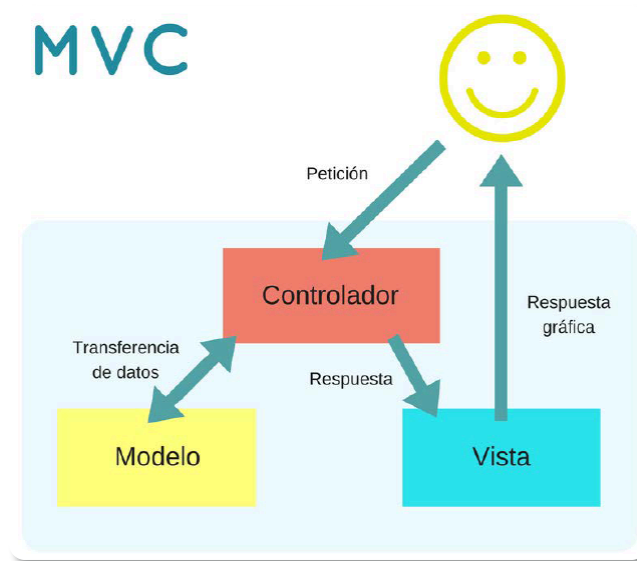 MVC
Petición
Controlador
Respuesta
gráfica
Transferencia
de datos
Respuesta
Modelo
Vista